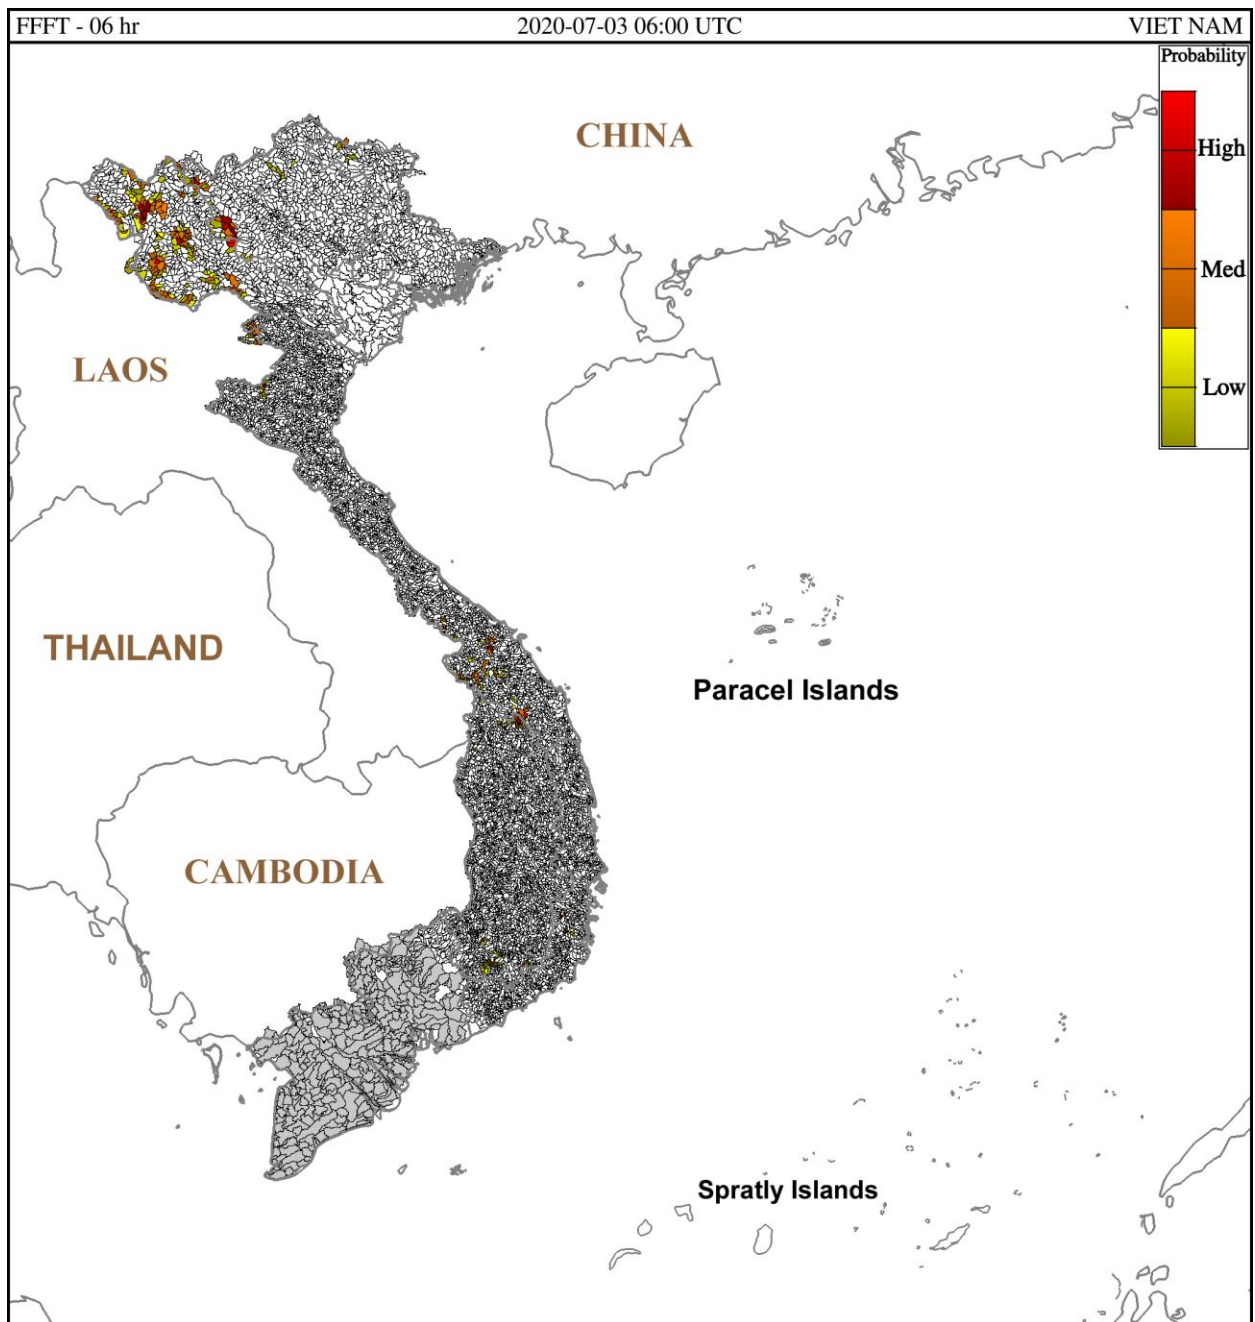 FFFT - 06 hr 2020-07-03 06:00 UTC VIET NAM
Probability
CHINA
High
Med
LAOS
Low
THAILAND
Paracel Islands
CAMBODIA
Spratly Islands